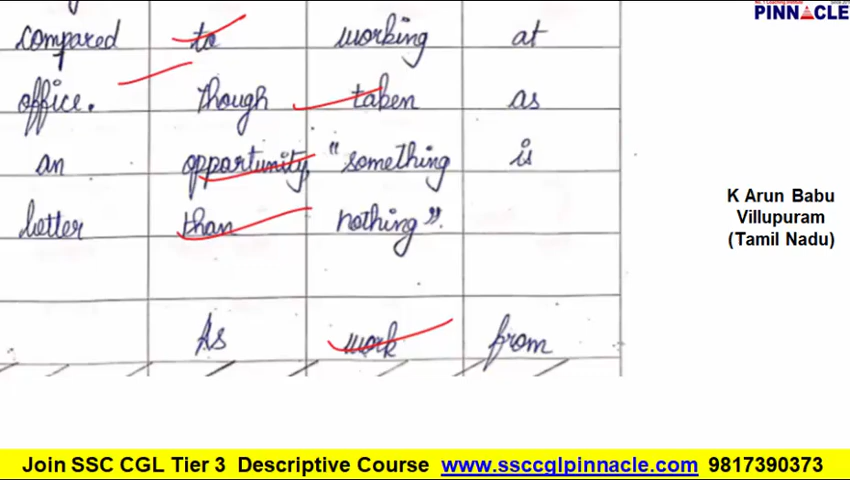 PINNACLE
compared to working at
office. Though taken as
an opportunity, "something is
better than nothing".
As work from
K Arun Babu
Villupuram
(Tamil Nadu)
Join SSC CGL Tier 3 Descriptive Course www.ssccglpinnacle.com 9817390373